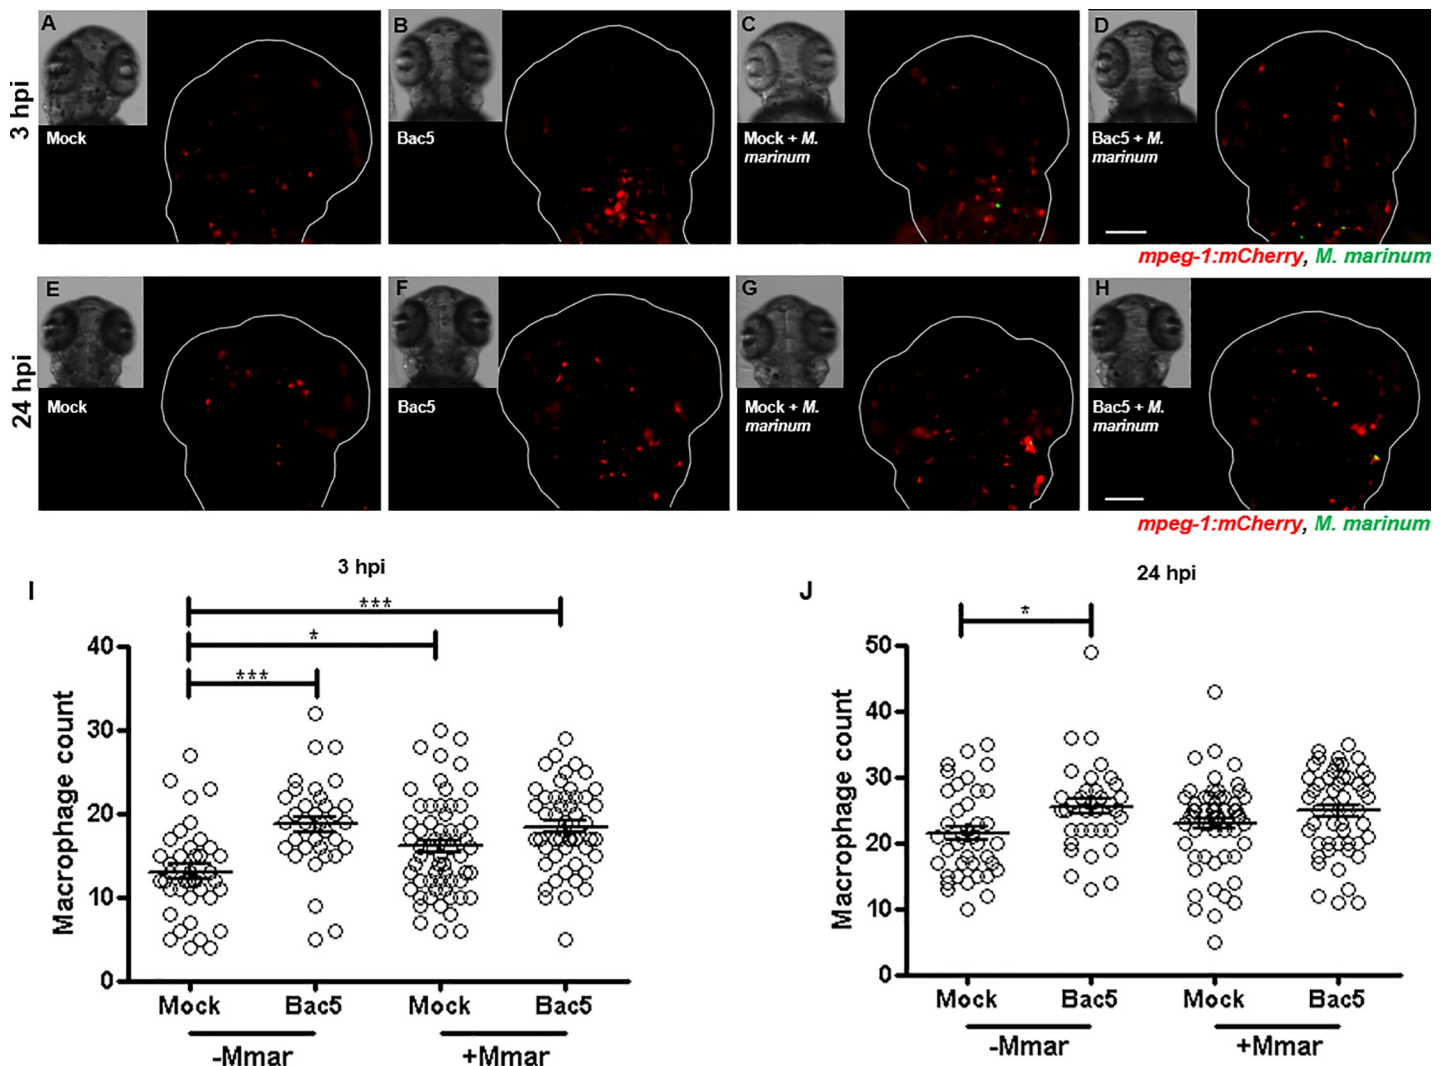 A
B
C
D
3 hpi
Mock
Bac5
Mock + M.
marinum
Bac5 + M.
marinum
mpeg-1:mCherry, M. marinum
E
F
G
H
24 hpi
Mock
Bac5
Mock + M.
marinum
Bac5 + M.
marinum
mpeg-1:mCherry, M. marinum
I
3 hpi
***
*
***
Macrophage count
40
30
20
10
0
Mock Bac5 Mock Bac5
-Mmar +Mmar
J
24 hpi
*
Macrophage count
50
40
30
20
10
0
Mock Bac5 Mock Bac5
-Mmar +Mmar